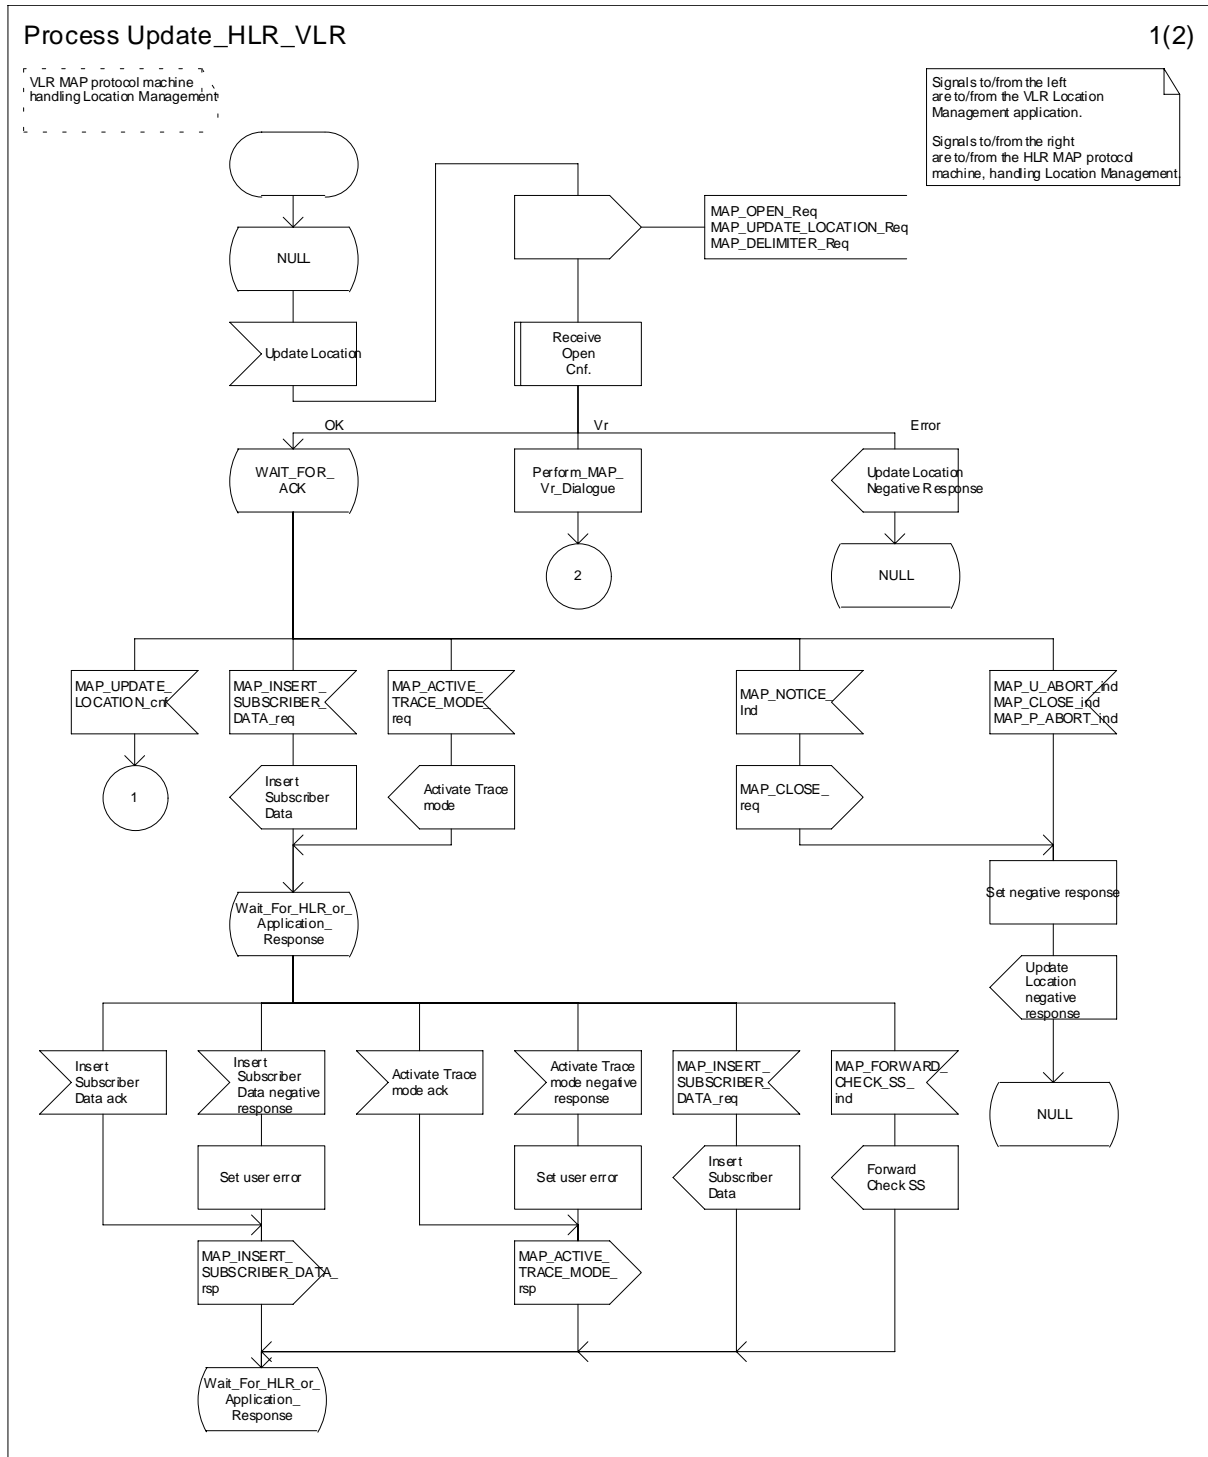 Process Update_HLR_VLR
1(2)
VLR MAP protocol machine
handling Location Management
Signals to/from the left
are to/from the VLR Location
Management application.
Signals to/from the right
are to/from the HLR MAP protocol
machine, handling Location Management.
MAP_OPEN_Req
MAP_UPDATE_LOCATION_Req
MAP_DELIMITER_Req
NULL
Update Location
Receive
Open
Cnf.
OK
Vr
Error
WAIT_FOR_
ACK
Perform_MAP_
Vr_Dialogue
Update Location
Negative Response
2
NULL
MAP_UPDATE_
LOCATION_cnf
MAP_INSERT_
SUBSCRIBER_
DATA_req
MAP_ACTIVE_
TRACE_MODE_
req
MAP_NOTICE_
Ind
MAP_U_ABORT_ind
MAP_CLOSE_ind
MAP_P_ABORT_ind
1
Insert
Subscriber
Data
Activate Trace
mode
MAP_CLOSE_
req
Set negative response
Wait_For_HLR_or_
Application_
Response
Update
Location
negative
response
Insert
Subscriber
Data ack
Insert
Subscriber
Data negative
response
Activate Trace
mode ack
Activate Trace
mode negative
response
MAP_INSERT_
SUBSCRIBER_
DATA_req
MAP_FORWARD_
CHECK_SS_
ind
NULL
Set user error
Set user error
Insert
Subscriber
Data
Forward
Check SS
MAP_INSERT_
SUBSCRIBER_DATA_
rsp
MAP_ACTIVE_
TRACE_MODE_
rsp
Wait_For_HLR_or_
Application_
Response